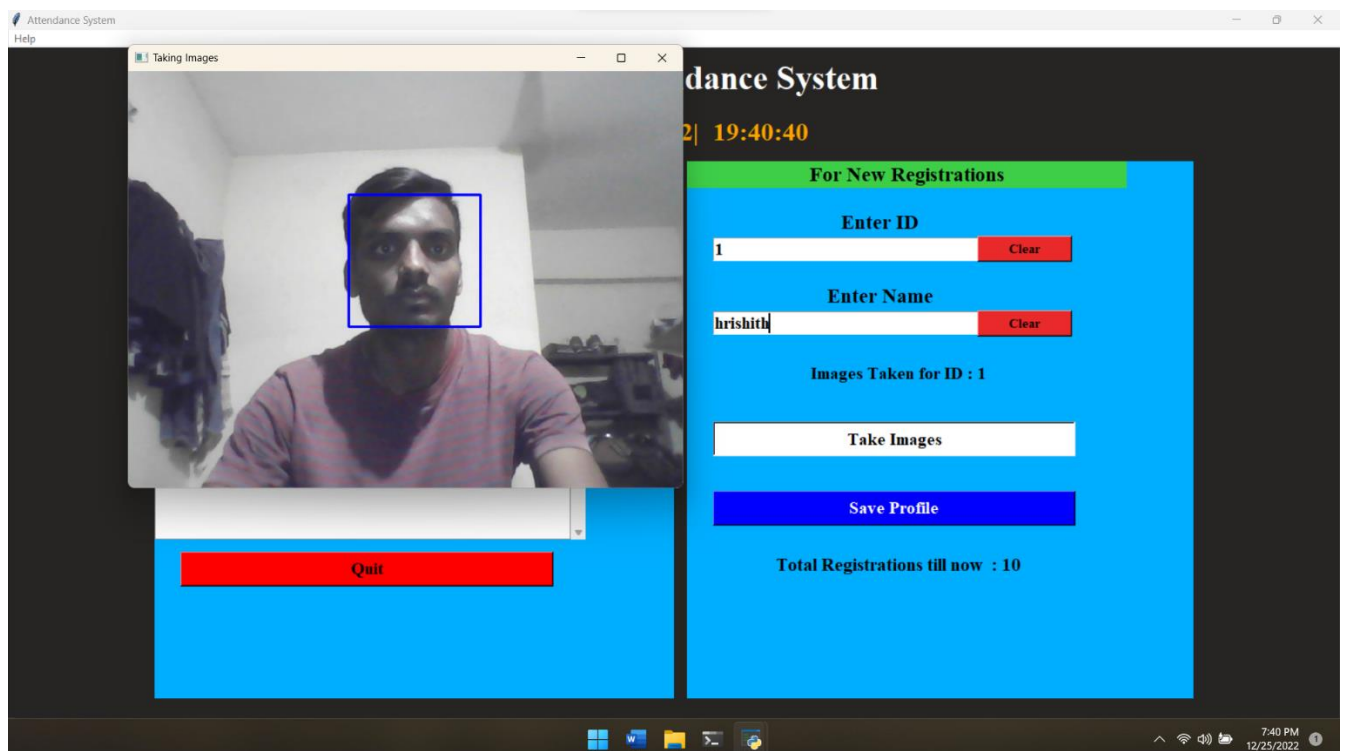 Attendance System
Help
Taking Images
dance System
2| 19:40:40
For New Registrations
Enter ID
1
Clear
Enter Name
hrishith
Clear
Images Taken for ID : 1
Take Images
Save Profile
Quit
Total Registrations till now : 10
7:40 PM
12/25/2022